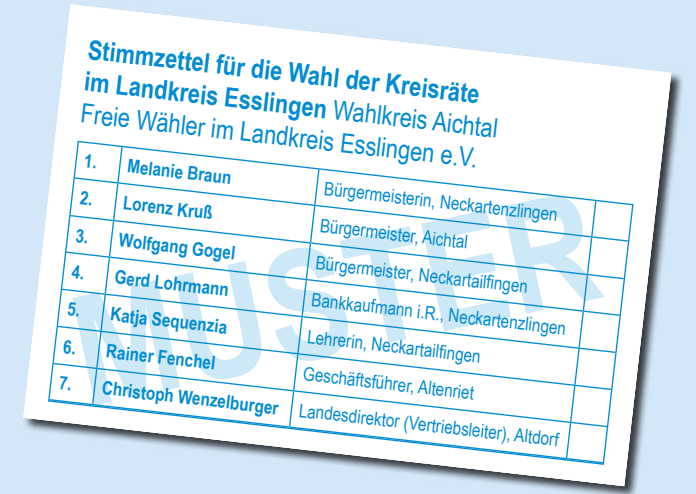 Stimmzettel für die Wahl der Kreisräte
im Landkreis Esslingen Wahlkreis Aichtal
Freie Wähler im Landkreis Esslingen e.V.
1. Melanie Braun Bürgermeisterin, Neckartenzlingen
2. Lorenz Kruß Bürgermeister, Aichtal
3. Wolfgang Gogel Bürgermeister, Neckartailfingen
4. Gerd Lohrmann Bankkaufmann i.R., Neckartenzlingen
5. Katja Sequenzia Lehrerin, Neckartailfingen
6. Rainer Fenchel Geschäftsführer, Altenriet
7. Christoph Wenzelburger Landesdirektor (Vertriebsleiter), Altdorf
MUSTER